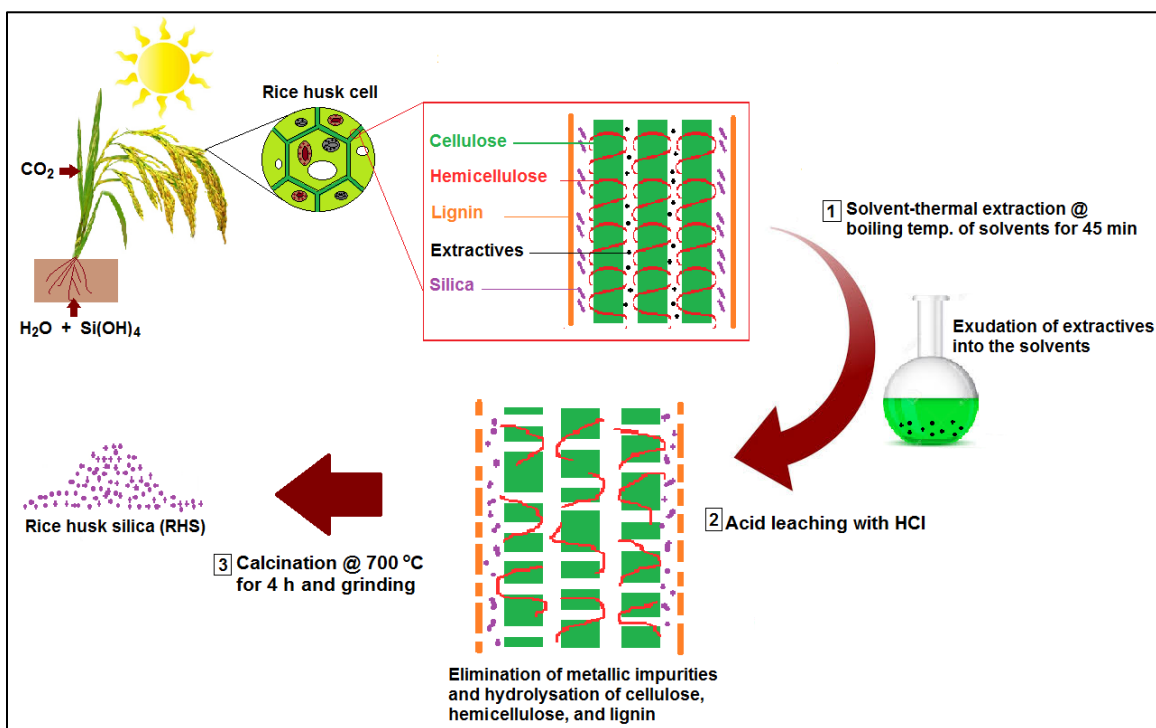 Rice husk cell
CO₂
H₂O + Si(OH)₄
Cellulose
Hemicellulose
Lignin
Extractives
Silica
1 Solvent-thermal extraction @
boiling temp. of solvents for 45 min
Exudation of extractives
into the solvents
2 Acid leaching with HCl
Elimination of metallic impurities
and hydrolysation of cellulose,
hemicellulose, and lignin
3 Calcination @ 700 ºC
for 4 h and grinding
Rice husk silica (RHS)